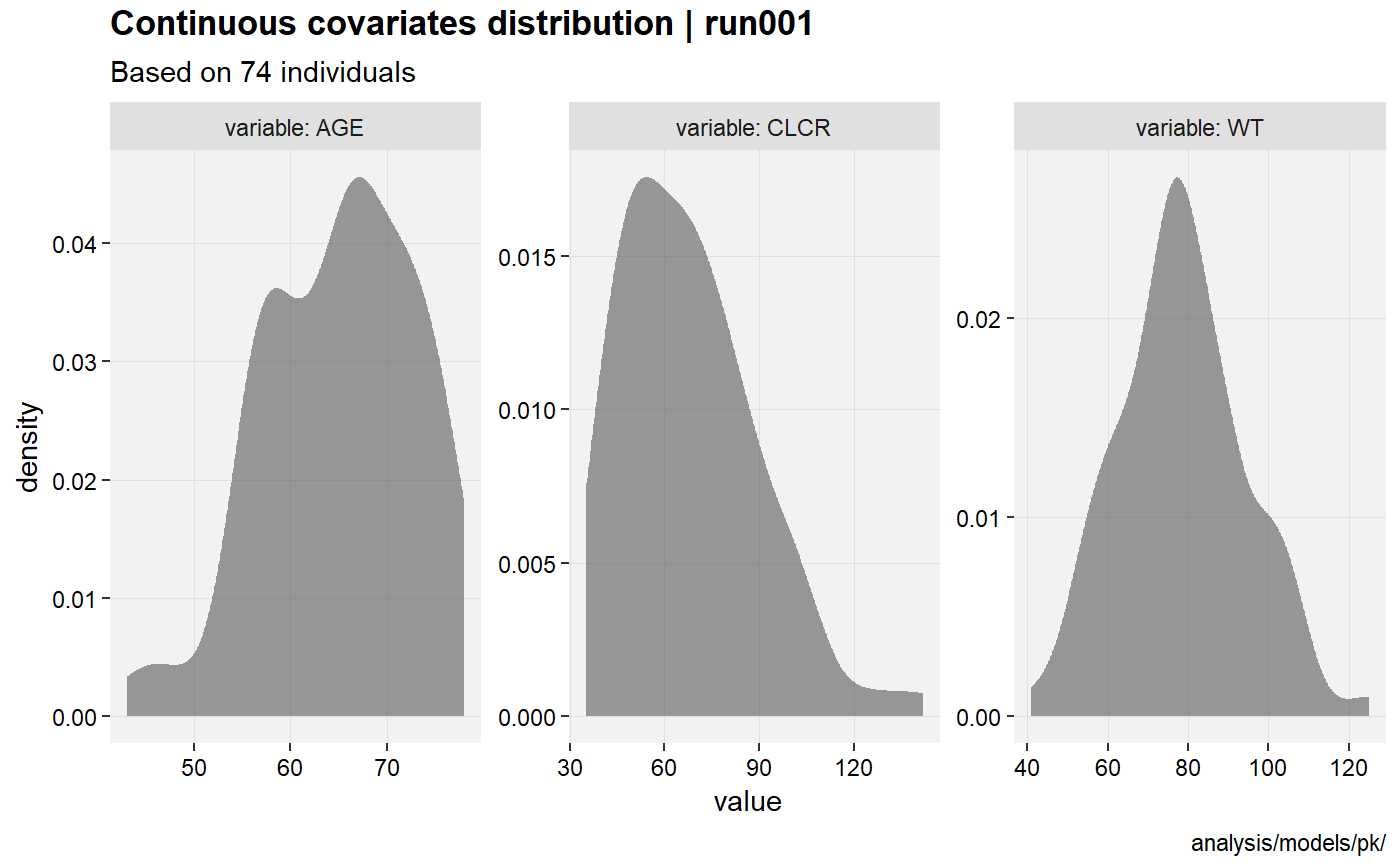 Continuous covariates distribution | run001
Based on 74 individuals
variable: AGE
variable: CLCR
variable: WT
density
0.04
0.03
0.02
0.01
0.00
0.015
0.010
0.005
0.000
0.02
0.01
0.00
50 60 70
30 60 90 120
40 60 80 100 120
value
analysis/models/pk/